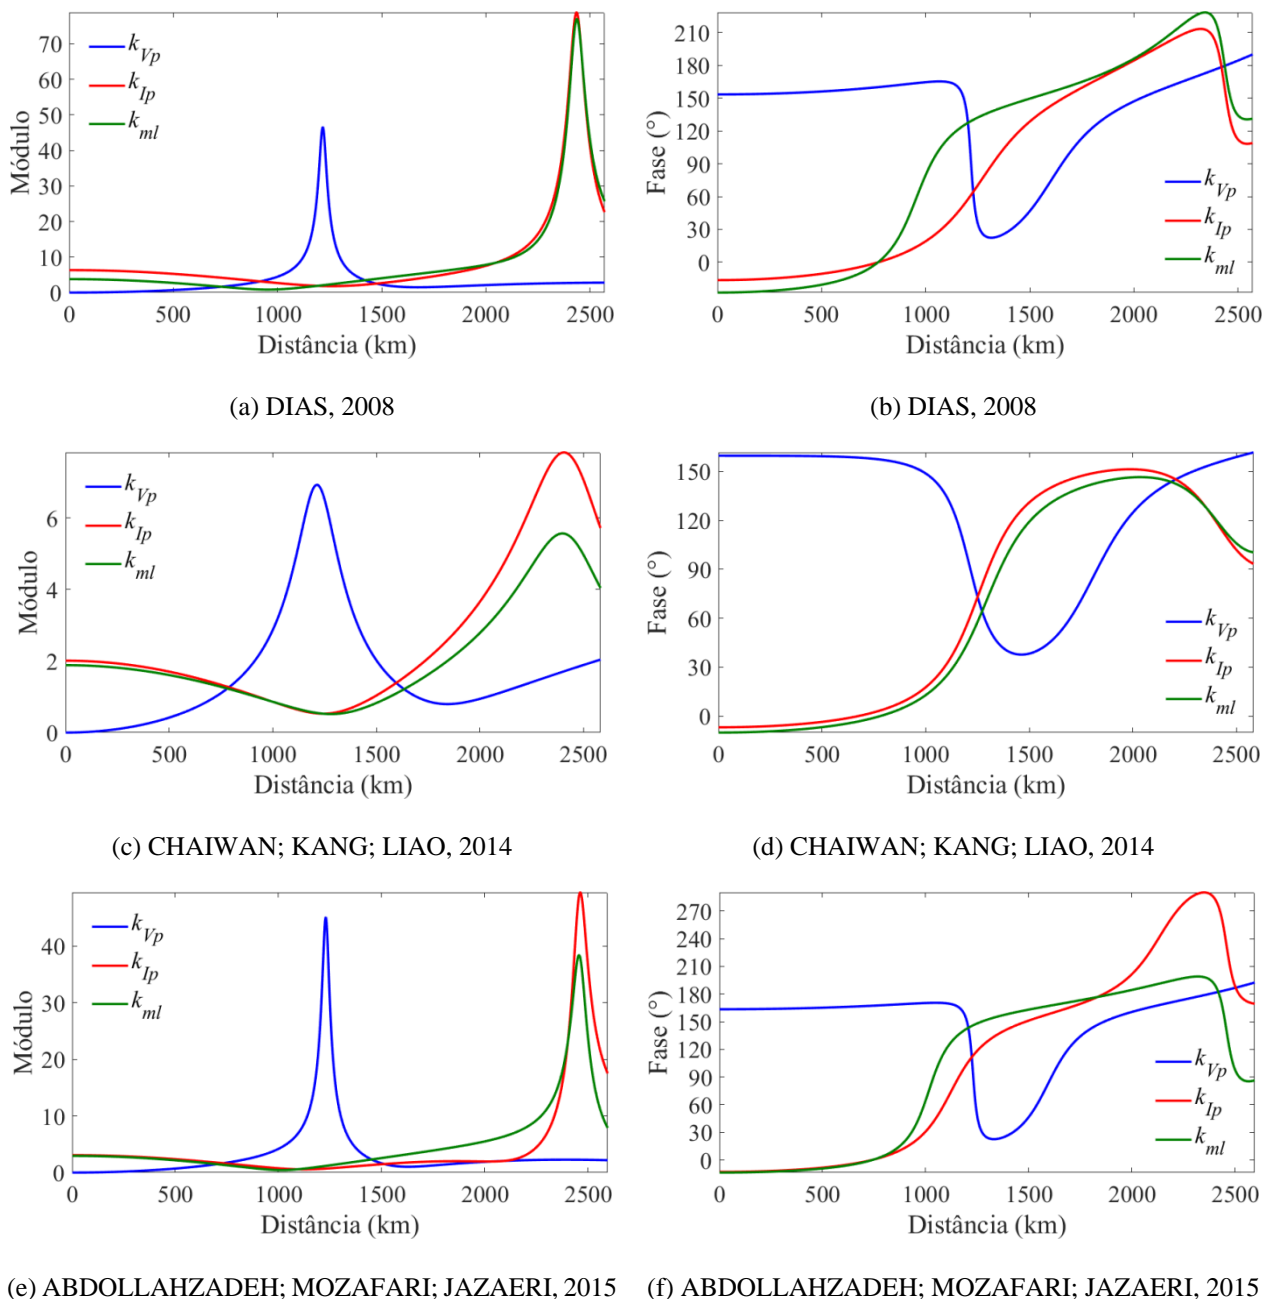 Módulo
70
60
50
40
30
20
10
0
k_Vp
k_Ip
k_ml
0 500 1000 1500 2000 2500
Distância (km)
(a) DIAS, 2008
Fase (°)
210
180
150
120
90
60
30
0
k_Vp
k_Ip
k_ml
0 500 1000 1500 2000 2500
Distância (km)
(b) DIAS, 2008
Módulo
6
4
2
0
k_Vp
k_Ip
k_ml
0 500 1000 1500 2000 2500
Distância (km)
(c) CHAIWAN; KANG; LIAO, 2014
Fase (°)
150
120
90
60
30
0
k_Vp
k_Ip
k_ml
0 500 1000 1500 2000 2500
Distância (km)
(d) CHAIWAN; KANG; LIAO, 2014
Módulo
40
30
20
10
0
k_Vp
k_Ip
k_ml
0 500 1000 1500 2000 2500
Distância (km)
(e) ABDOLLAHZADEH; MOZAFARI; JAZAERI, 2015
Fase (°)
270
240
210
180
150
120
90
60
30
0
k_Vp
k_Ip
k_ml
0 500 1000 1500 2000 2500
Distância (km)
(f) ABDOLLAHZADEH; MOZAFARI; JAZAERI, 2015